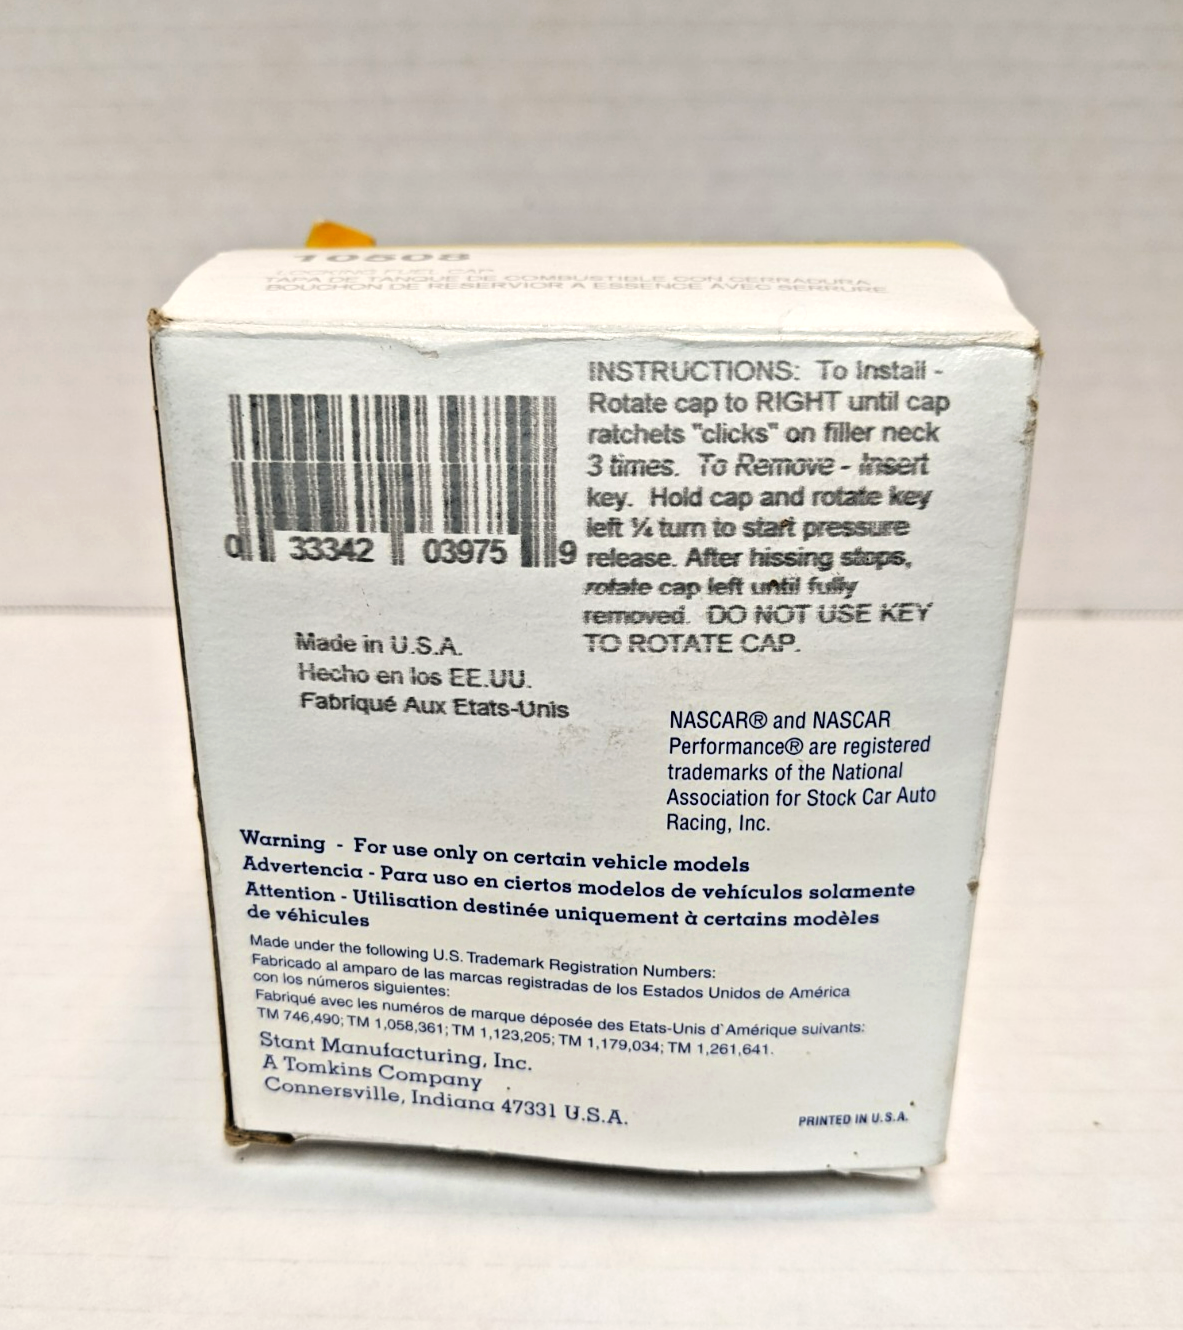 10508
LOCKING FUEL CAP
TAPA DE TANQUE DE COMBUSTIBLE CON CERRADURA
BOUCHON DE RESERVIOR A ESSENCE AVEC SERRURE
INSTRUCTIONS: To Install -
Rotate cap to RIGHT until cap
ratchets "clicks" on filler neck
3 times. To Remove - Insert
key. Hold cap and rotate key
left ¼ turn to start pressure
release. After hissing stops,
rotate cap left until fully
removed. DO NOT USE KEY
TO ROTATE CAP.
0 33342 03975 9
Made in U.S.A.
Hecho en los EE.UU.
Fabriqué Aux Etats-Unis
NASCAR® and NASCAR
Performance® are registered
trademarks of the National
Association for Stock Car Auto
Racing, Inc.
Warning - For use only on certain vehicle models
Advertencia - Para uso en ciertos modelos de vehículos solamente
Attention - Utilisation destinée uniquement à certains modèles
de véhicules
Made under the following U.S. Trademark Registration Numbers:
Fabricado al amparo de las marcas registradas de los Estados Unidos de América
con los números siguientes:
Fabriqué avec les numéros de marque déposée des Etats-Unis d`Amérique suivants:
TM 746,490; TM 1,058,361; TM 1,123,205; TM 1,179,034; TM 1,261,641.
Stant Manufacturing, Inc.
A Tomkins Company
Connersville, Indiana 47331 U.S.A.
PRINTED IN U.S.A.